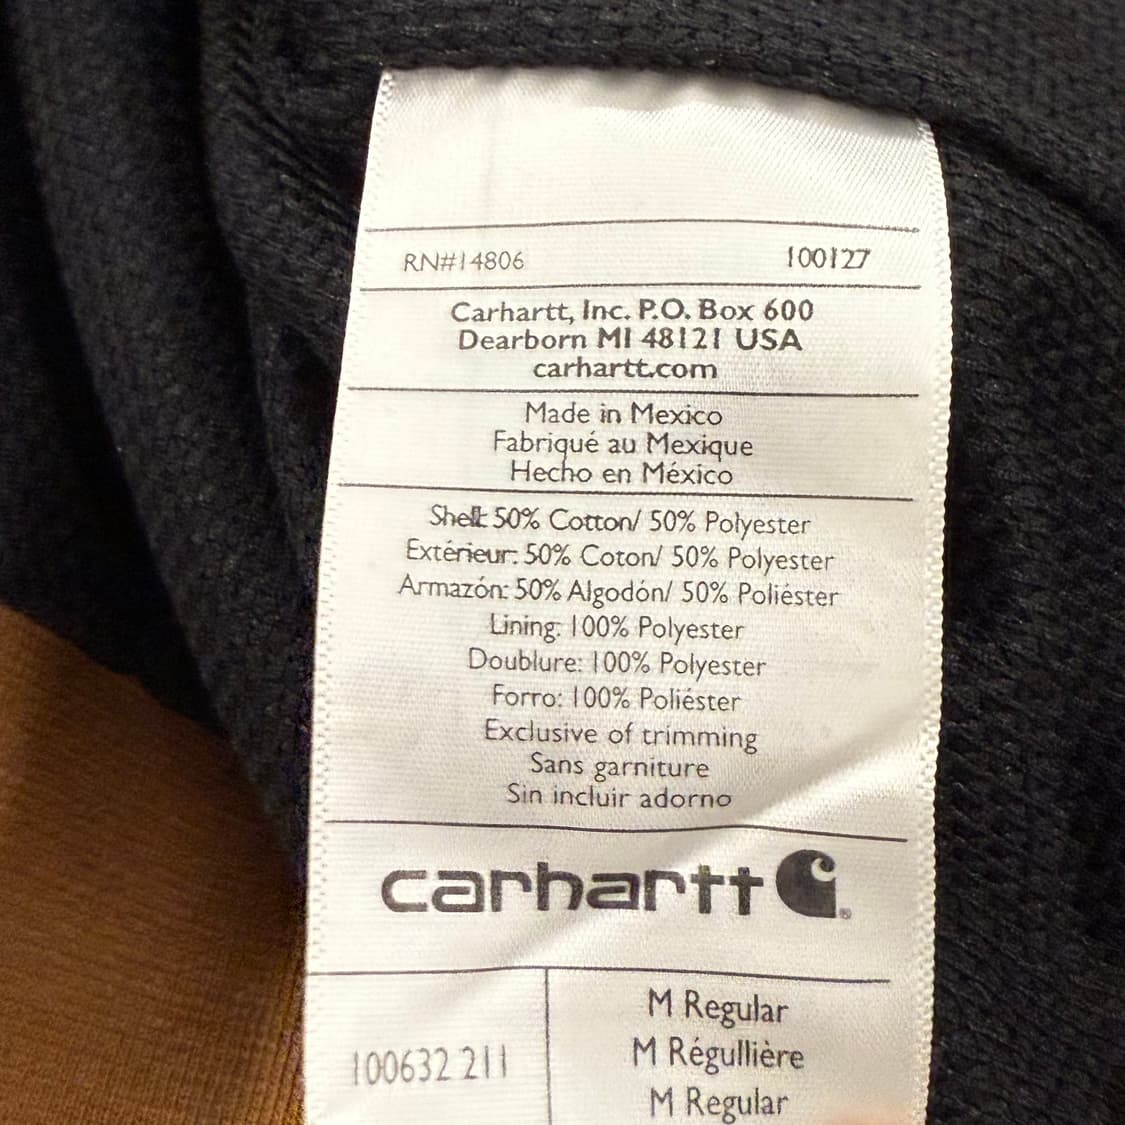 RN#14806 100127
Carhartt, Inc. P.O. Box 600
Dearborn MI 48121 USA
carhartt.com
Made in Mexico
Fabriqué au Mexique
Hecho en México
Shell: 50% Cotton/ 50% Polyester
Extérieur: 50% Coton/ 50% Polyester
Armazón: 50% Algodón/ 50% Poliéster
Lining: 100% Polyester
Doublure: 100% Polyester
Forro: 100% Poliéster
Exclusive of trimming
Sans garniture
Sin incluir adorno
carhartt ®
M Regular
M Régullière
100632 211
M Regular